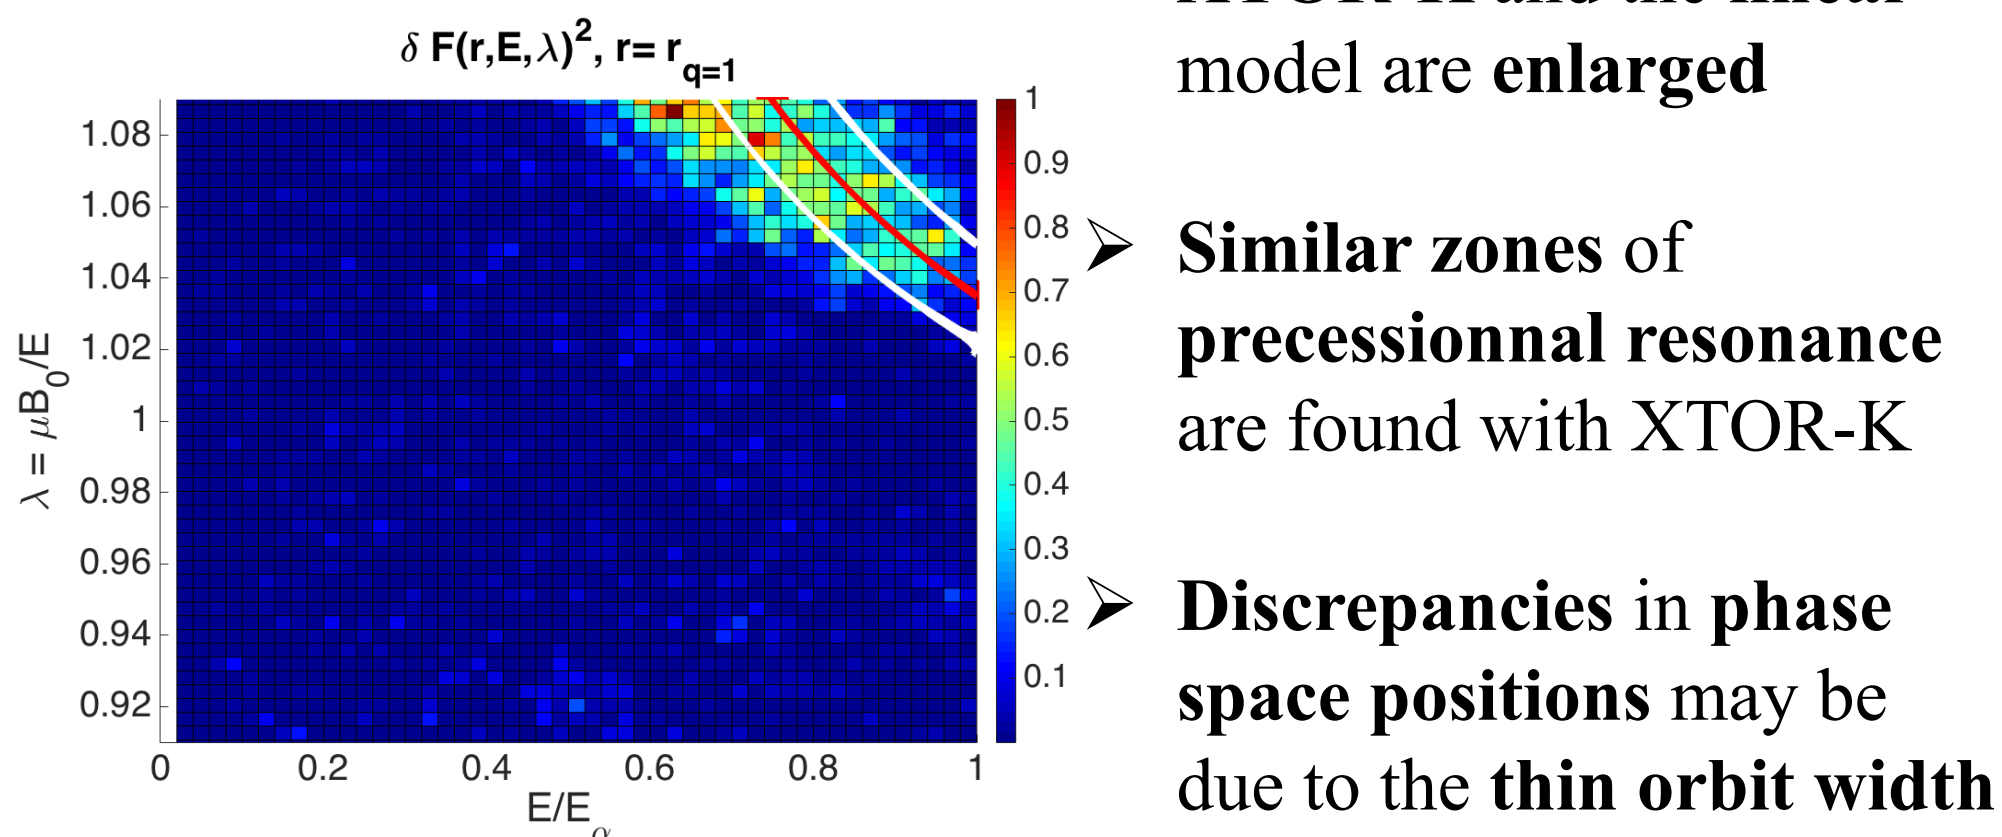 XTOR-K and the linear
model are enlarged
δ F(r,E,λ)², r= r_q=1
1
0.9
0.8
0.7
0.6
0.5
0.4
0.3
0.2
0.1
1.08
1.06
1.04
1.02
1
0.98
0.96
0.94
0.92
λ = μB₀/E
0
0.2
0.4
0.6
0.8
1
E/E_α
➢ Similar zones of
precessionnal resonance
are found with XTOR-K
➢ Discrepancies in phase
space positions may be
due to the thin orbit width